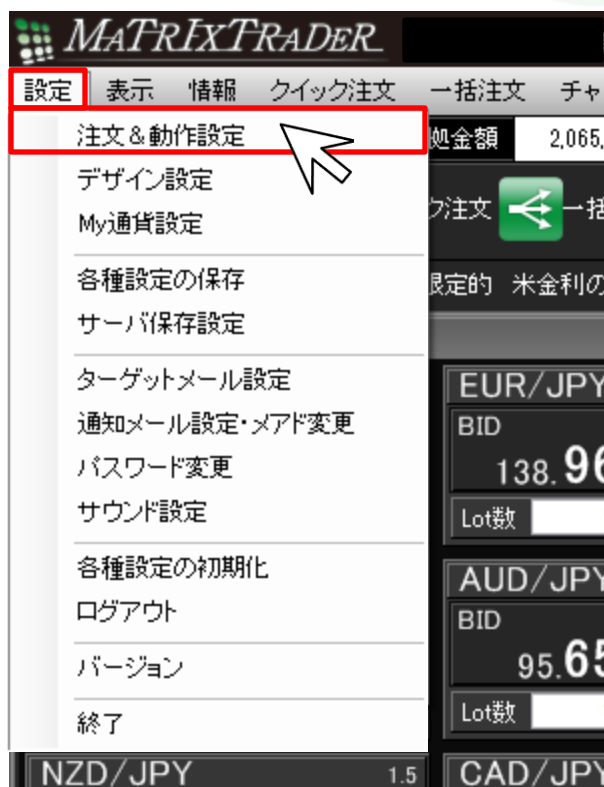 MATRIXTRADER
設定 表示 情報 クイック注文 一括注文 チャ
注文＆動作設定
拠金額 2,065,
デザイン設定
ク注文 一括
My通貨設定
各種設定の保存
限定的 米金利の
サーバ保存設定
ターゲットメール設定
EUR/JPY
通知メール設定・メアド変更
BID
パスワード変更
138.96
サウンド設定
Lot数
各種設定の初期化
AUD/JPY
ログアウト
BID
バージョン
95.65
終了
Lot数
NZD/JPY 1.5
CAD/JPY